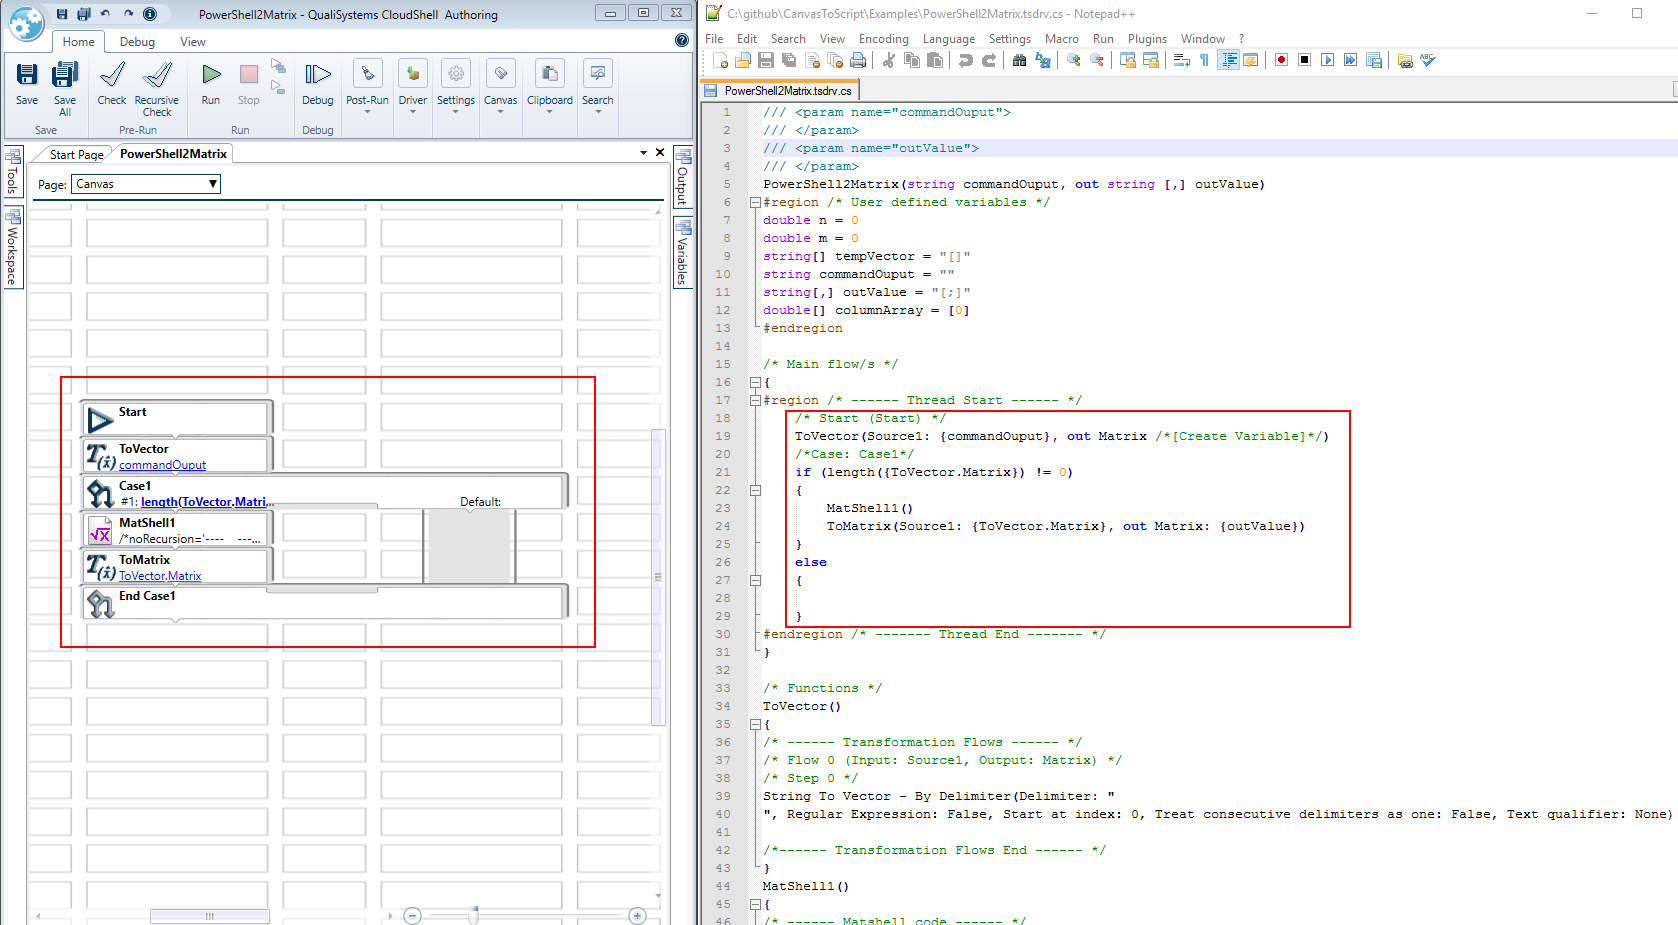 PowerShell2Matrix - QualiSystems CloudShell  Authoring
Home
Debug
View
Save
Save All
Check
Recursive Check
Run
Stop
Debug
Post-Run
Driver
Settings
Canvas
Clipboard
Search
Save
Pre-Run
Run
Debug
Start Page
PowerShell2Matrix
Tools
Workspace
Output
Variables
Page:
Canvas
Start
ToVector
commandOuput
Case1
#1: length(ToVector.Matri...
Default:
MatShell1
/*noRecursion='----    ---...
ToMatrix
ToVector.Matrix
End Case1
C:\github\CanvasToScript\Examples\PowerShell2Matrix.tsdrv.cs - Notepad++
File Edit Search View Encoding Language Settings Macro Run Plugins Window ?
PowerShell2Matrix.tsdrv.cs
1 /// <param name="commandOuput">
2 /// </param>
3 /// <param name="outValue">
4 /// </param>
5 PowerShell2Matrix(string commandOuput, out string [,] outValue)
6 #region /* User defined variables */
7 double n = 0
8 double m = 0
9 string[] tempVector = "[]"
10 string commandOuput = ""
11 string[,] outValue = "[;]"
12 double[] columnArray = [0]
13 #endregion
14
15 /* Main flow/s */
16 {
17 #region /* ------ Thread Start ------ */
18 /* Start (Start) */
19 ToVector(Source1: {commandOuput}, out Matrix /*[Create Variable]*/)
20 /*Case: Case1*/
21 if (length({ToVector.Matrix}) != 0)
22 {
23 MatShell1()
24 ToMatrix(Source1: {ToVector.Matrix}, out Matrix: {outValue})
25 }
26 else
27 {
28
29 }
30 #endregion /* ------- Thread End ------- */
31 }
32
33 /* Functions */
34 ToVector()
35 {
36 /* ------ Transformation Flows ------ */
37 /* Flow 0 (Input: Source1, Output: Matrix) */
38 /* Step 0 */
39 String To Vector - By Delimiter(Delimiter: "
40 ", Regular Expression: False, Start at index: 0, Treat consecutive delimiters as one: False, Text qualifier: None)
41
42 /*------ Transformation Flows End ------ */
43 }
44 MatShell1()
45 {
46 /* ------ Matshell code ------ */